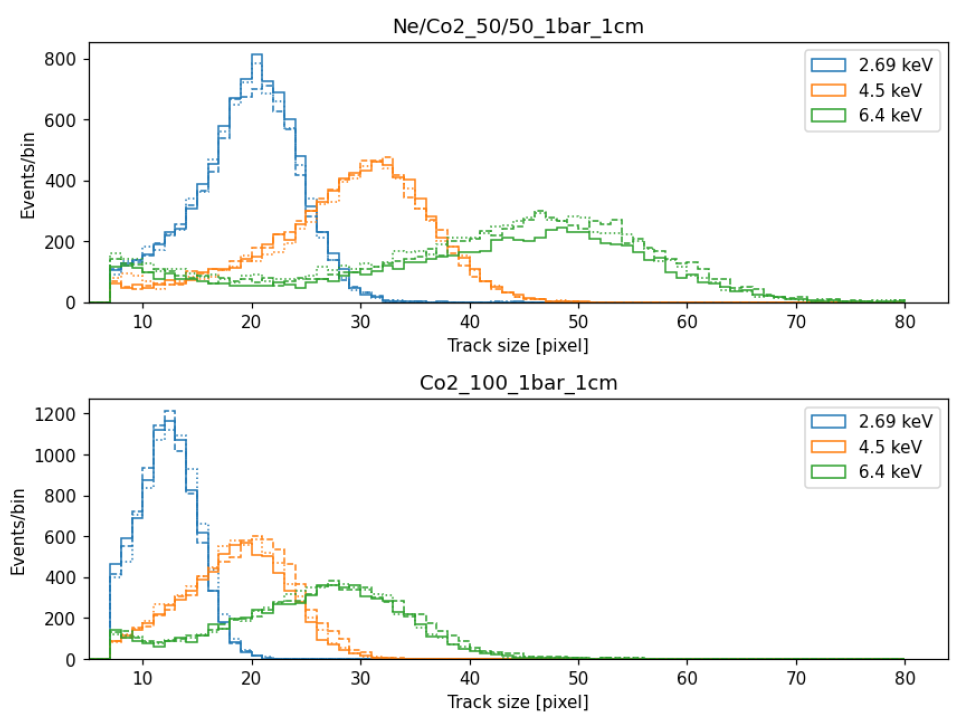 Ne/Co2_50/50_1bar_1cm
800
600
400
200
0
Events/bin
2.69 keV
4.5 keV
6.4 keV
10 20 30 40 50 60 70 80
Track size [pixel]
Co2_100_1bar_1cm
1200
1000
800
600
400
200
0
Events/bin
2.69 keV
4.5 keV
6.4 keV
10 20 30 40 50 60 70 80
Track size [pixel]